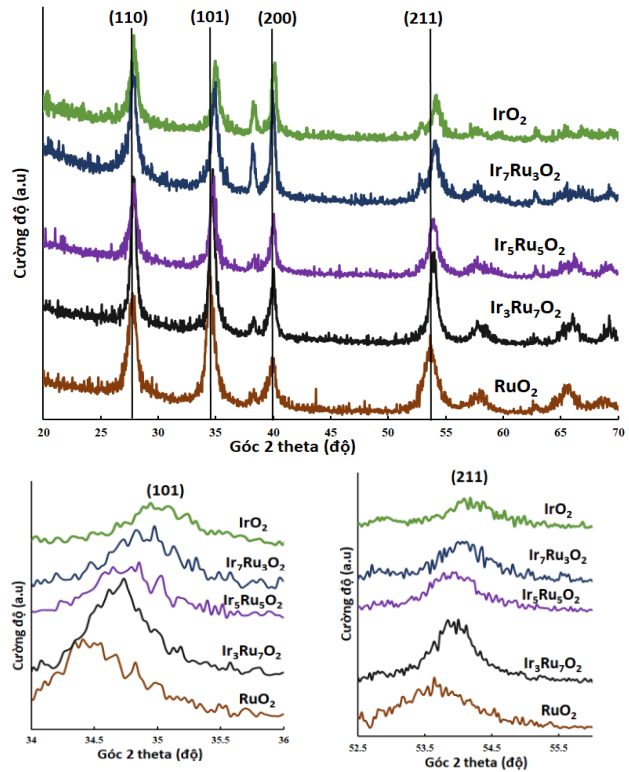 (110) (101) (200) (211)
IrO₂
Ir₇Ru₃O₂
Ir₅Ru₅O₂
Ir₃Ru₇O₂
RuO₂
Cường độ (a.u)
20 25 30 35 40 45 50 55 60 65 70
Góc 2 theta (độ)
(101)
IrO₂
Ir₇Ru₃O₂
Ir₅Ru₅O₂
Ir₃Ru₇O₂
RuO₂
Cường độ (a.u)
34 34.5 35 35.5 36
Góc 2 theta (độ)
(211)
IrO₂
Ir₇Ru₃O₂
Ir₅Ru₅O₂
Ir₃Ru₇O₂
RuO₂
Cường độ (a.u)
52.5 53.5 54.5 55.5
Góc 2 theta (độ)